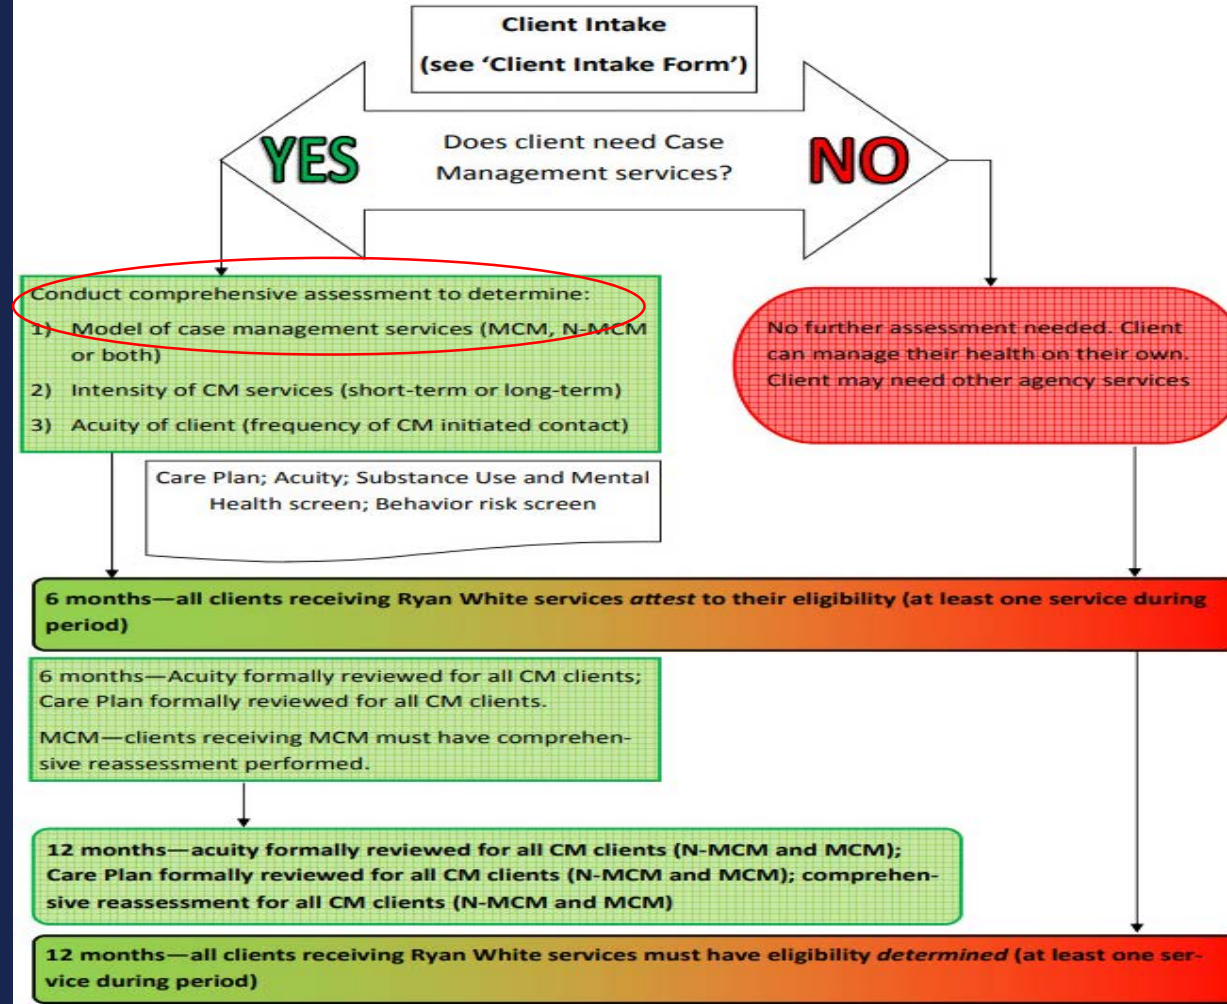 Client Intake
(see ‘Client Intake Form’)
YES
Does client need Case
Management services?
NO
Conduct comprehensive assessment to determine:
1) Model of case management services (MCM, N-MCM
or both)
2) Intensity of CM services (short-term or long-term)
3) Acuity of client (frequency of CM initiated contact)
No further assessment needed. Client
can manage their health on their own.
Client may need other agency services
Care Plan; Acuity; Substance Use and Mental
Health screen; Behavior risk screen
6 months—all clients receiving Ryan White services attest to their eligibility (at least one service during
period)
6 months—Acuity formally reviewed for all CM clients;
Care Plan formally reviewed for all CM clients.
MCM—clients receiving MCM must have comprehen-
sive reassessment performed.
12 months—acuity formally reviewed for all CM clients (N-MCM and MCM);
Care Plan formally reviewed for all CM clients (N-MCM and MCM); comprehen-
sive reassessment for all CM clients (N-MCM and MCM)
12 months—all clients receiving Ryan White services must have eligibility determined (at least one ser-
vice during period)